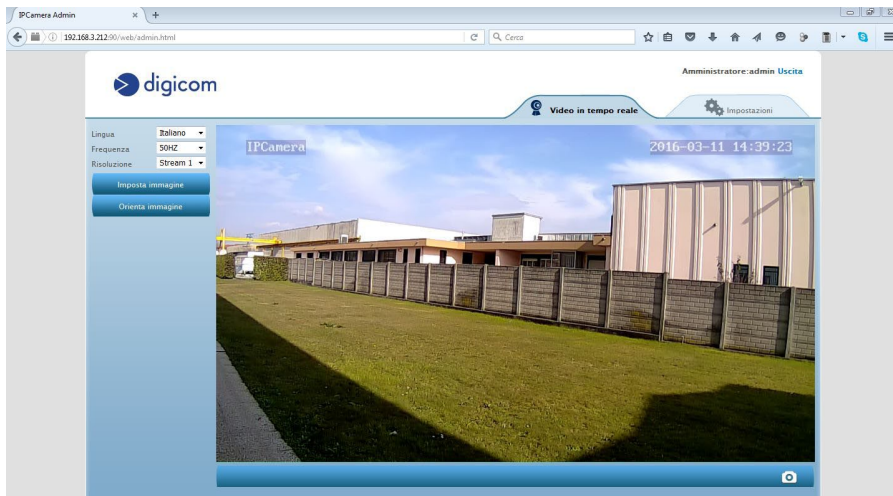 IPCamera Admin
192.168.3.212:90/web/admin.html
Cerca
digicom
Amministratore:admin Uscita
Video in tempo reale
Impostazioni
Lingua Italiano
Frequenza 50HZ
Risoluzione Stream 1
Imposta immagine
Orienta immagine
IPCamera
2016-03-11 14:39:23